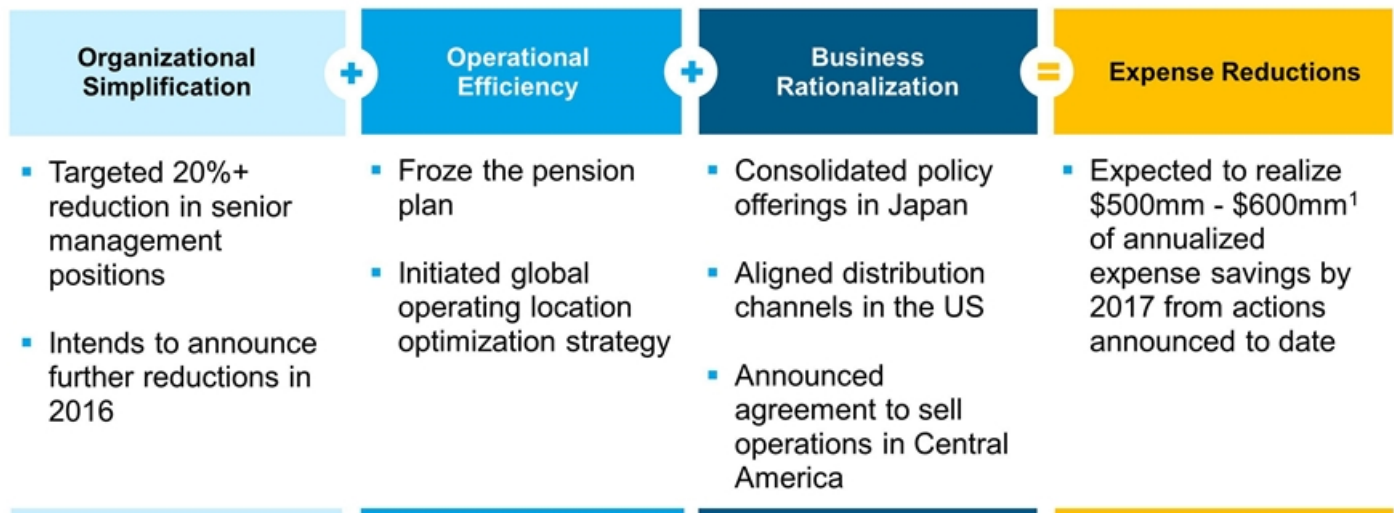 Organizational
Simplification
+
Operational
Efficiency
+
Business
Rationalization
=
Expense Reductions
▪ Targeted 20%+
reduction in senior
management
positions
▪ Intends to announce
further reductions in
2016
▪ Froze the pension
plan
▪ Initiated global
operating location
optimization strategy
▪ Consolidated policy
offerings in Japan
▪ Aligned distribution
channels in the US
▪ Announced
agreement to sell
operations in Central
America
▪ Expected to realize
$500mm - $600mm¹
of annualized
expense savings by
2017 from actions
announced to date